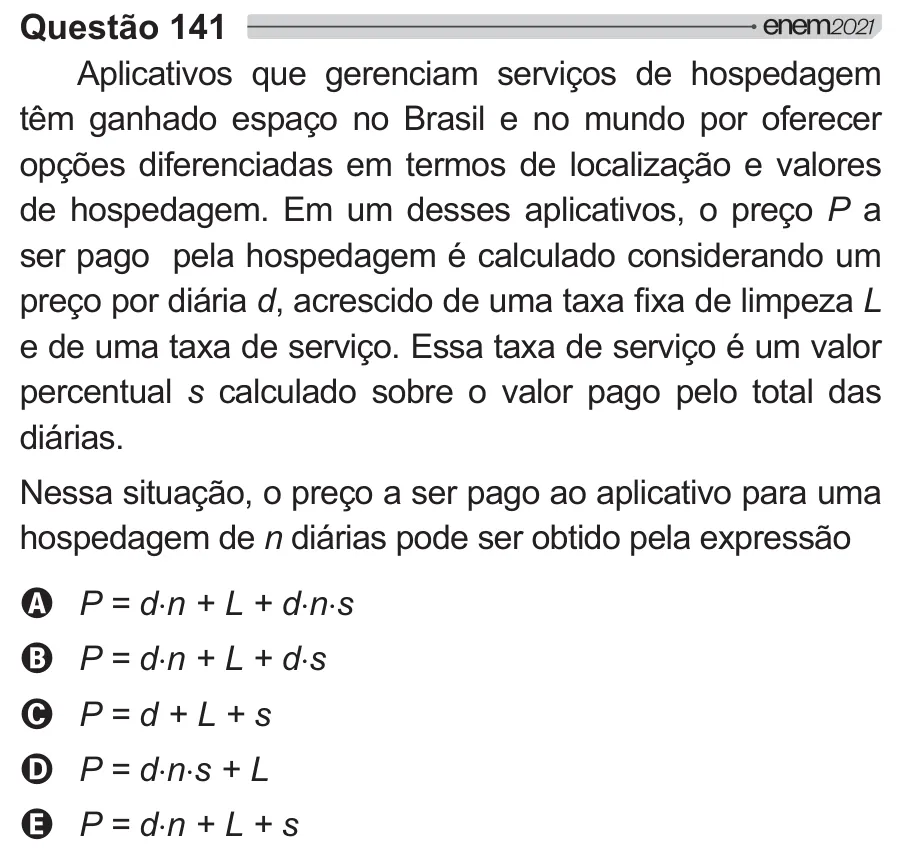 Questão 141 enem2021
Aplicativos que gerenciam serviços de hospedagem
têm ganhado espaço no Brasil e no mundo por oferecer
opções diferenciadas em termos de localização e valores
de hospedagem. Em um desses aplicativos, o preço P a
ser pago pela hospedagem é calculado considerando um
preço por diária d, acrescido de uma taxa fixa de limpeza L
e de uma taxa de serviço. Essa taxa de serviço é um valor
percentual s calculado sobre o valor pago pelo total das
diárias.
Nessa situação, o preço a ser pago ao aplicativo para uma
hospedagem de n diárias pode ser obtido pela expressão
A P = d·n + L + d·n·s
B P = d·n + L + d·s
C P = d + L + s
D P = d·n·s + L
E P = d·n + L + s